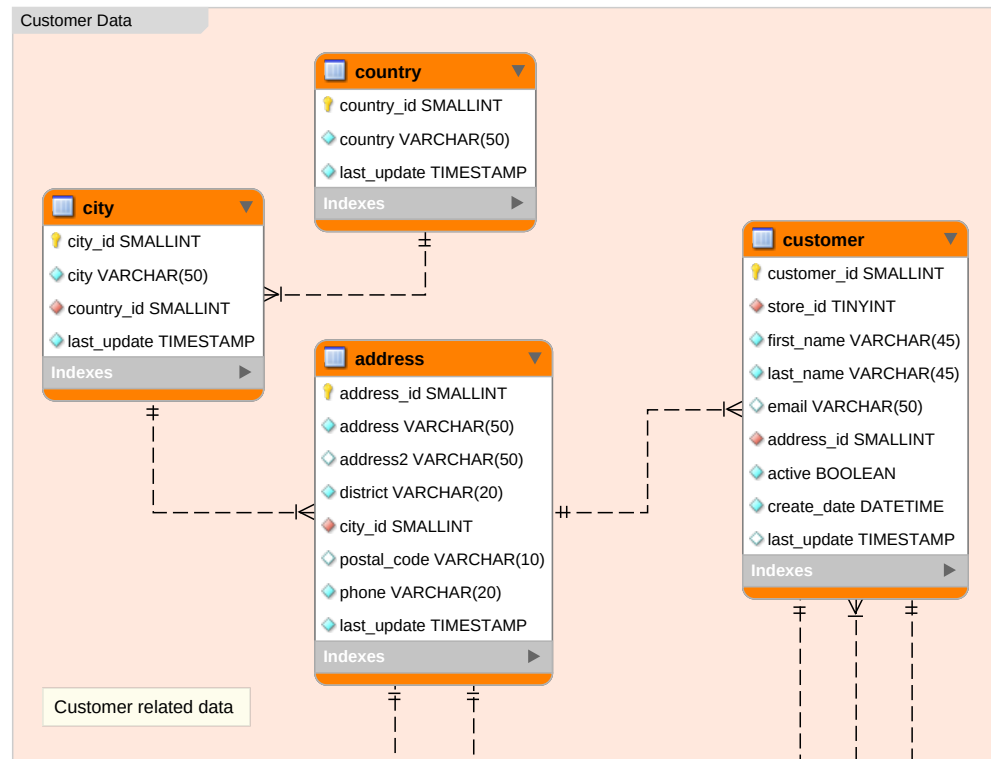 Customer Data
country
country_id SMALLINT
country VARCHAR(50)
last_update TIMESTAMP
Indexes
city
city_id SMALLINT
city VARCHAR(50)
country_id SMALLINT
last_update TIMESTAMP
Indexes
address
address_id SMALLINT
address VARCHAR(50)
address2 VARCHAR(50)
district VARCHAR(20)
city_id SMALLINT
postal_code VARCHAR(10)
phone VARCHAR(20)
last_update TIMESTAMP
Indexes
customer
customer_id SMALLINT
store_id TINYINT
first_name VARCHAR(45)
last_name VARCHAR(45)
email VARCHAR(50)
address_id SMALLINT
active BOOLEAN
create_date DATETIME
last_update TIMESTAMP
Indexes
Customer related data